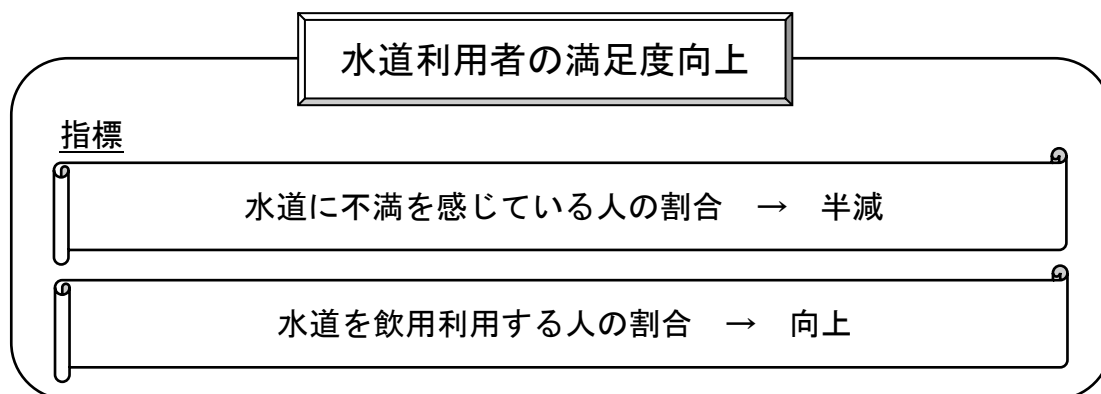 水道利用者の満足度向上
指標
水道に不満を感じている人の割合　→　半減
水道を飲用利用する人の割合　→　向上